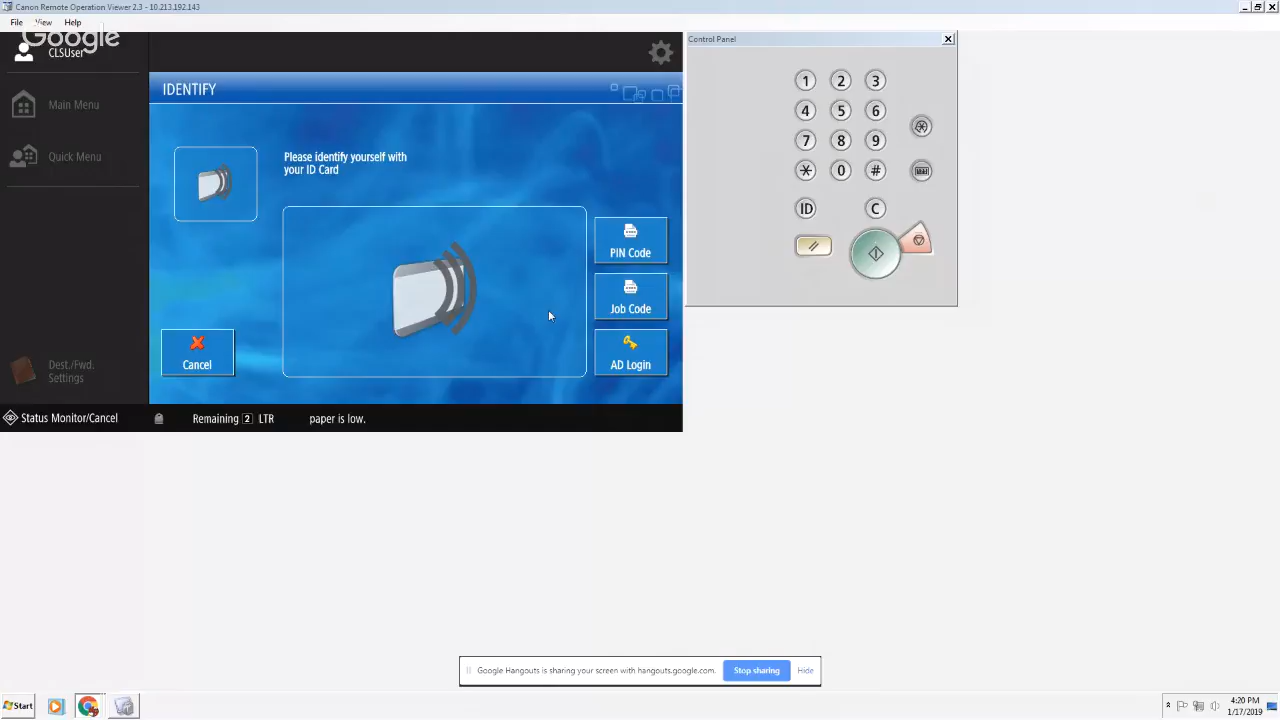 Canon Remote Operation Viewer 2.3 - 10.213.192.143
File View Help
Google
CLSUser
Main Menu
Quick Menu
Dest./Fwd.
Settings
Status Monitor/Cancel
IDENTIFY
Please identify yourself with
your ID Card
PIN Code
Job Code
AD Login
Cancel
Remaining 2 LTR paper is low.
Control Panel
1 2 3
4 5 6
7 8 9
* 0 #
ID C
Google Hangouts is sharing your screen with hangouts.google.com. Stop sharing Hide
Start
4:20 PM
1/17/2019